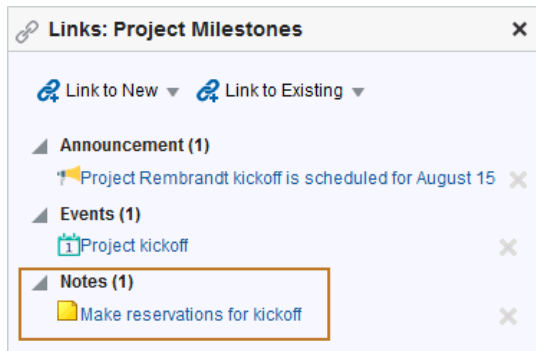 Links: Project Milestones
Link to New Link to Existing
Announcement (1)
Project Rembrandt kickoff is scheduled for August 15
Events (1)
1 Project kickoff
Notes (1)
Make reservations for kickoff